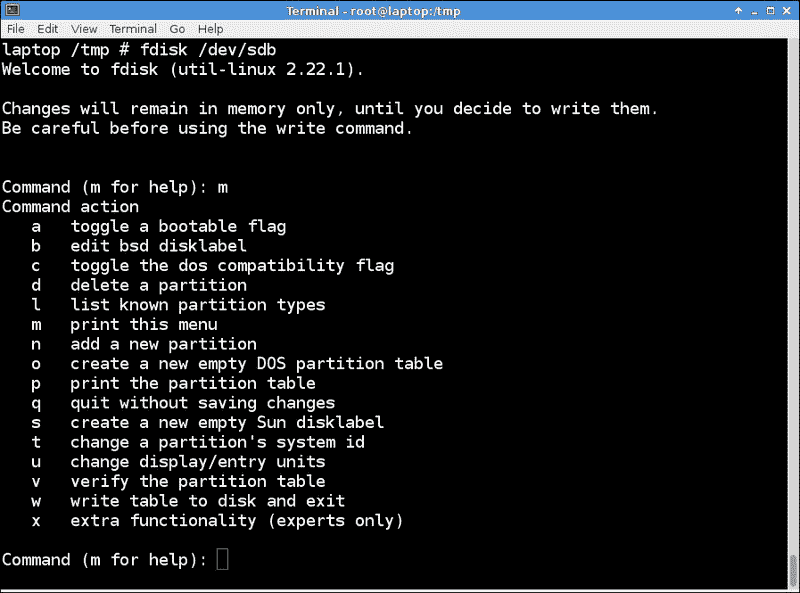 Terminal - root@laptop:/tmp
File Edit View Terminal Go Help
laptop /tmp # fdisk /dev/sdb
Welcome to fdisk (util-linux 2.22.1).
Changes will remain in memory only, until you decide to write them.
Be careful before using the write command.
Command (m for help): m
Command action
a toggle a bootable flag
b edit bsd disklabel
c toggle the dos compatibility flag
d delete a partition
l list known partition types
m print this menu
n add a new partition
o create a new empty DOS partition table
p print the partition table
q quit without saving changes
s create a new empty Sun disklabel
t change a partition's system id
u change display/entry units
v verify the partition table
w write table to disk and exit
x extra functionality (experts only)
Command (m for help):